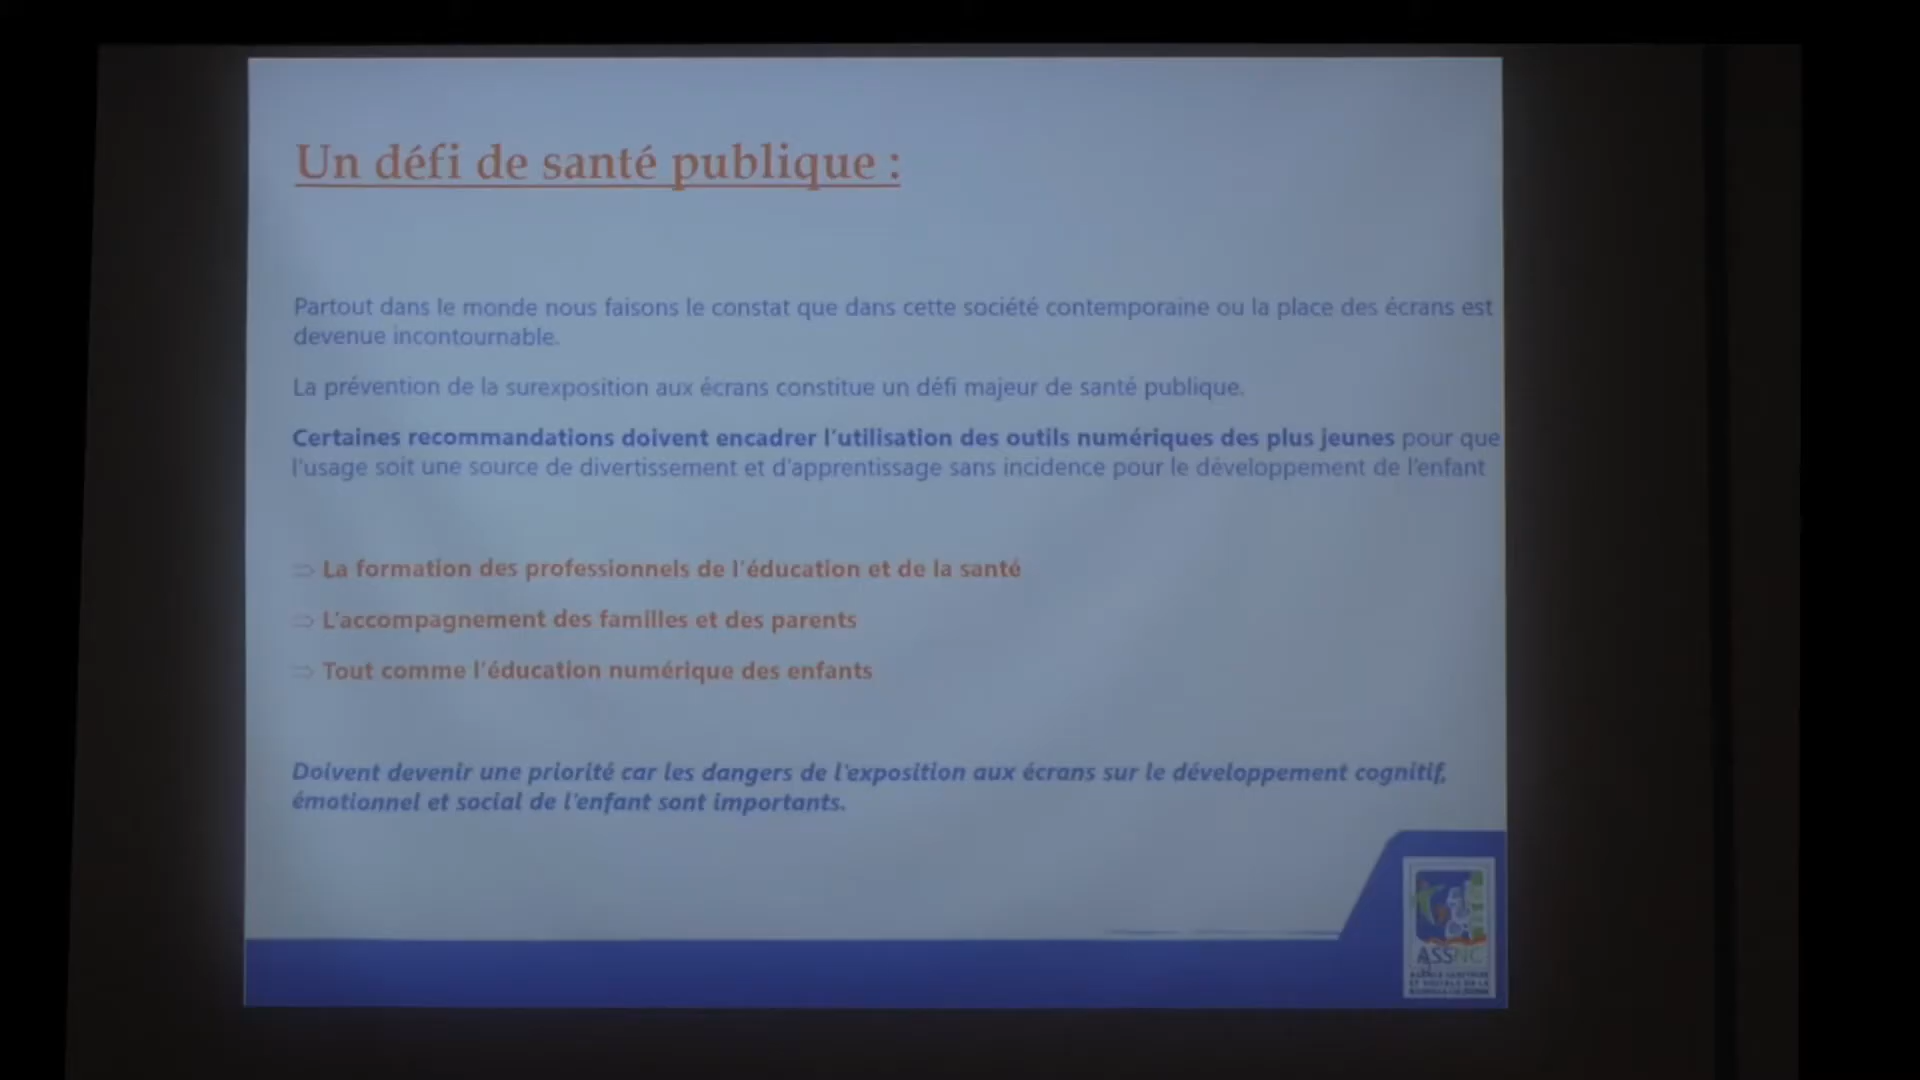 Un défi de santé publique :
Partout dans le monde nous faisons le constat que dans cette société contemporaine ou la place des écrans est
devenue incontournable.
La prévention de la surexposition aux écrans constitue un défi majeur de santé publique.
Certaines recommandations doivent encadrer l'utilisation des outils numériques des plus jeunes pour que
l'usage soit une source de divertissement et d'apprentissage sans incidence pour le développement de l'enfant
⇒ La formation des professionnels de l'éducation et de la santé
⇒ L'accompagnement des familles et des parents
⇒ Tout comme l'éducation numérique des enfants
Doivent devenir une priorité car les dangers de l'exposition aux écrans sur le développement cognitif,
émotionnel et social de l'enfant sont importants.
ASSNC